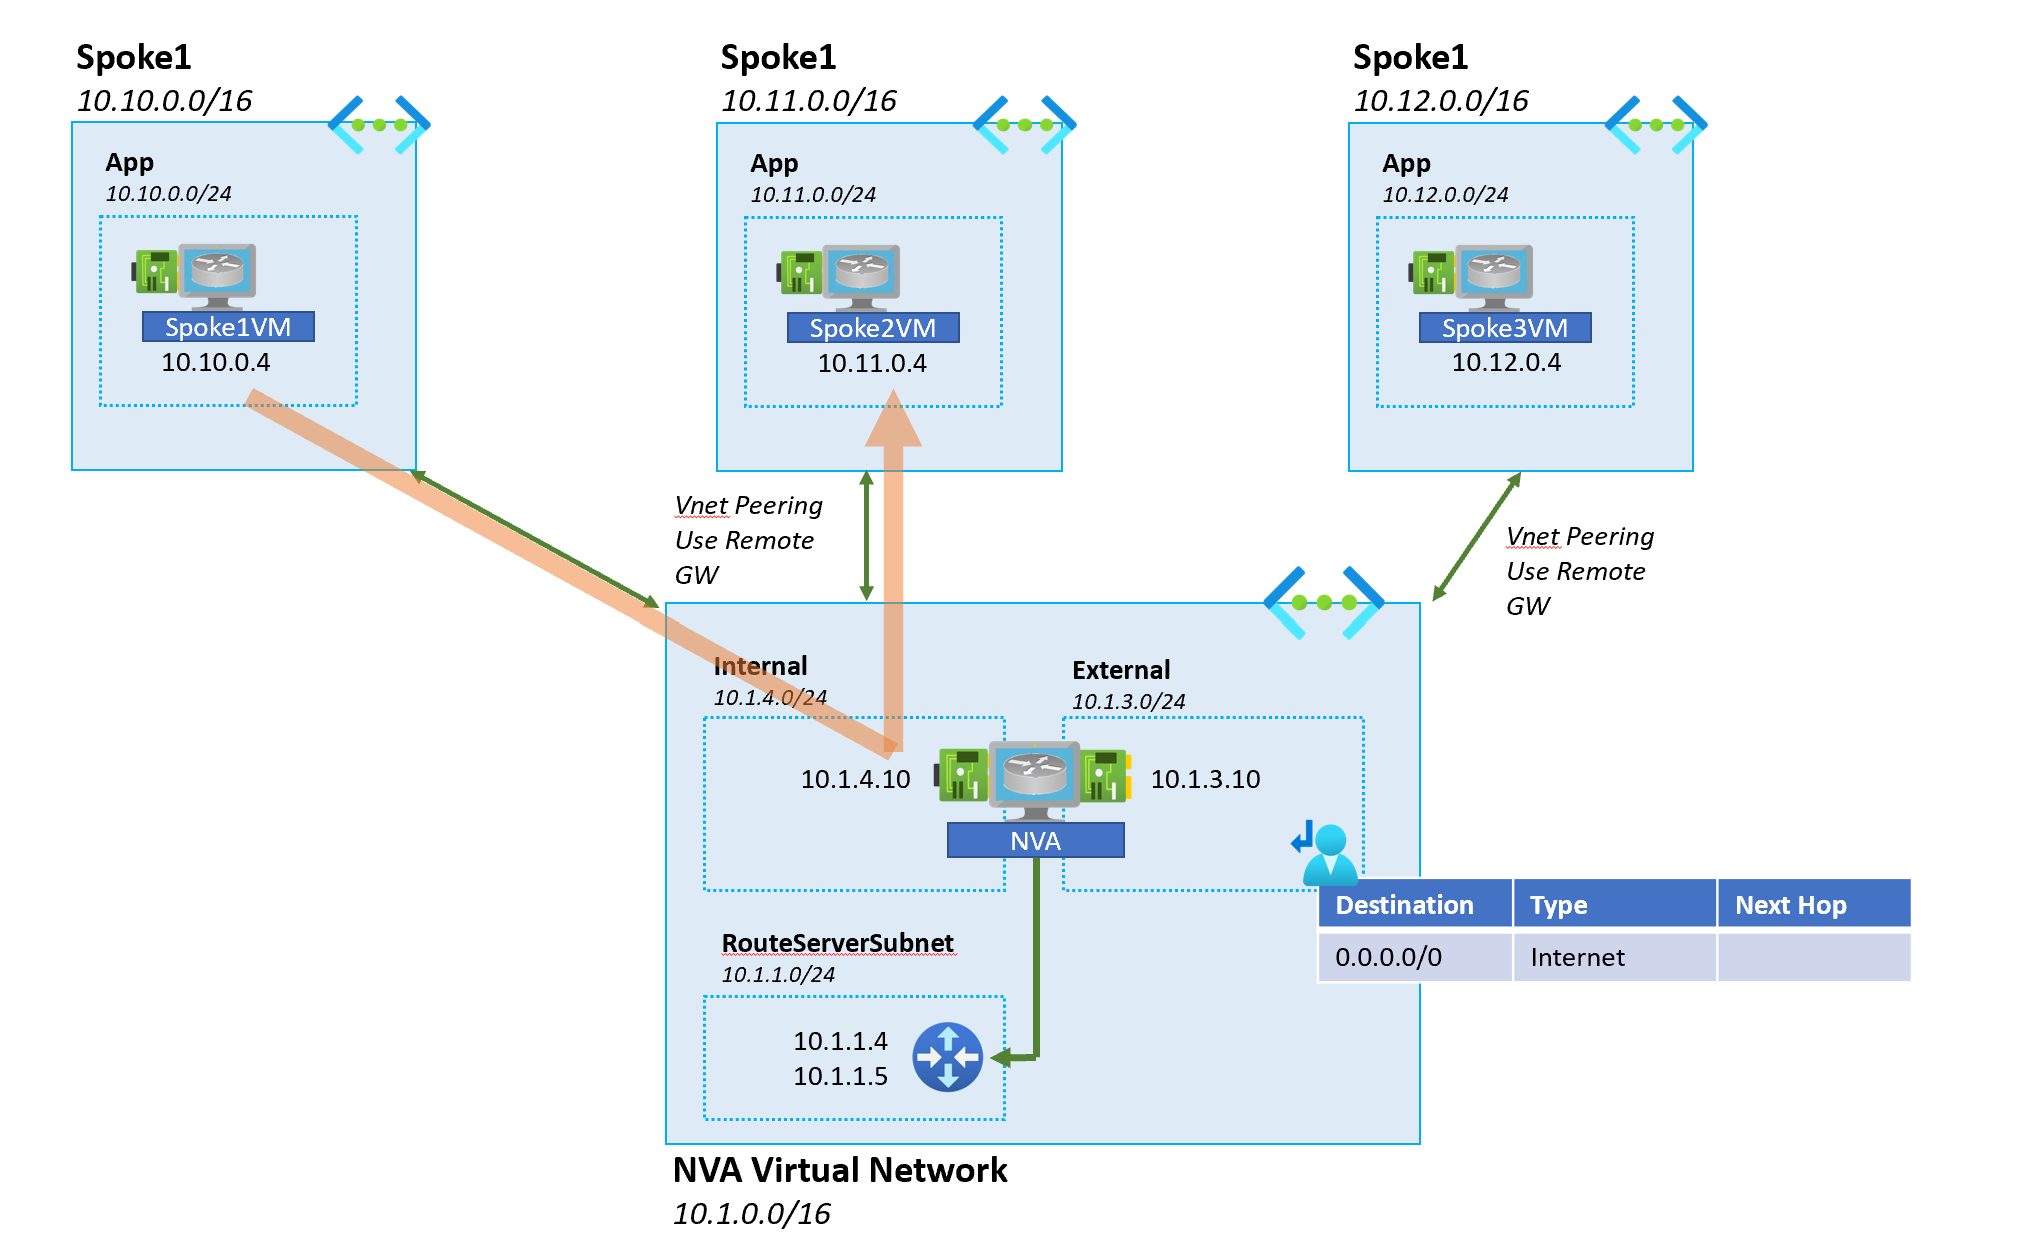 Spoke1
10.10.0.0/16
App
10.10.0.0/24
Spoke1VM
10.10.0.4
Spoke1
10.11.0.0/16
App
10.11.0.0/24
Spoke2VM
10.11.0.4
Spoke1
10.12.0.0/16
App
10.12.0.0/24
Spoke3VM
10.12.0.4
Vnet Peering
Use Remote
GW
Vnet Peering
Use Remote
GW
Internal
10.1.4.0/24
External
10.1.3.0/24
10.1.4.10
10.1.3.10
NVA
Destination Type Next Hop
0.0.0.0/0 Internet
RouteServerSubnet
10.1.1.0/24
10.1.1.4
10.1.1.5
NVA Virtual Network
10.1.0.0/16